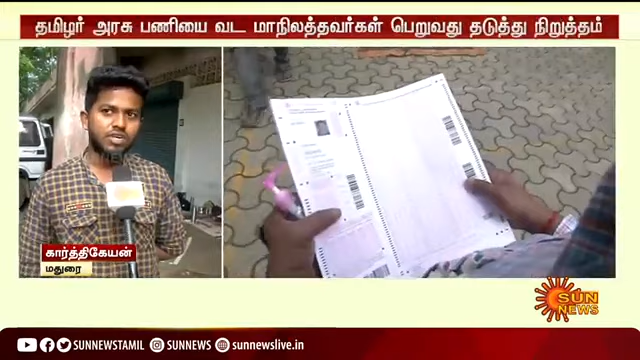 தமிழர் அரசு பணியை வட மாநிலத்தவர்கள் பெறுவது தடுத்து நிறுத்தம்
கார்த்திகேயன்
மதுரை
SUN
NEWS
SUNNEWSTAMIL SUNNEWS sunnewslive.in